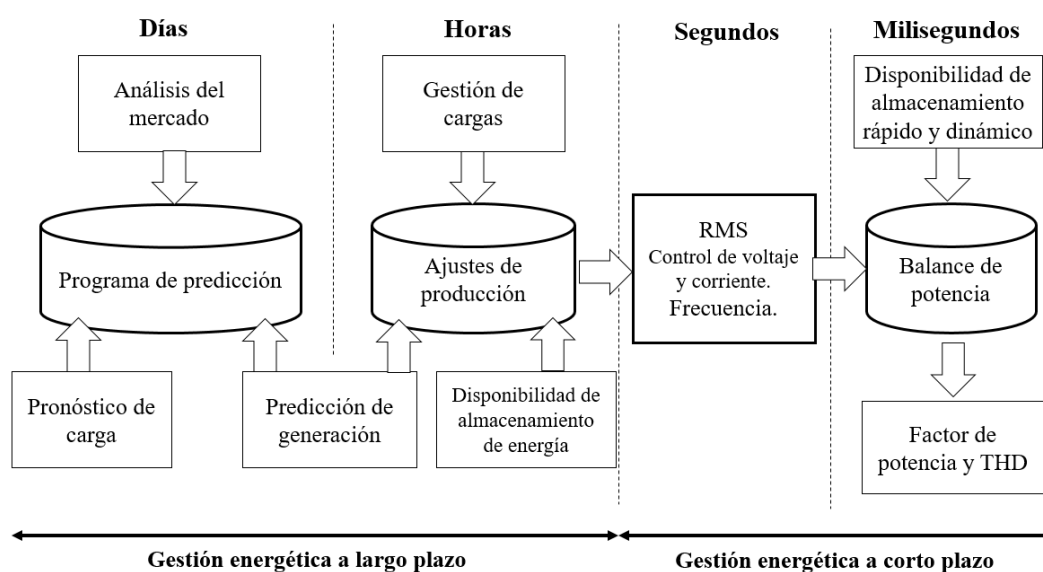 Días
Horas
Segundos
Milisegundos
Análisis del
mercado
Gestión de
cargas
Disponibilidad de
almacenamiento
rápido y dinámico
Programa de predicción
Ajustes de
producción
RMS
Control de voltaje
y corriente.
Frecuencia.
Balance de
potencia
Pronóstico de
carga
Predicción de
generación
Disponibilidad de
almacenamiento
de energía
Factor de
potencia y THD
Gestión energética a largo plazo
Gestión energética a corto plazo